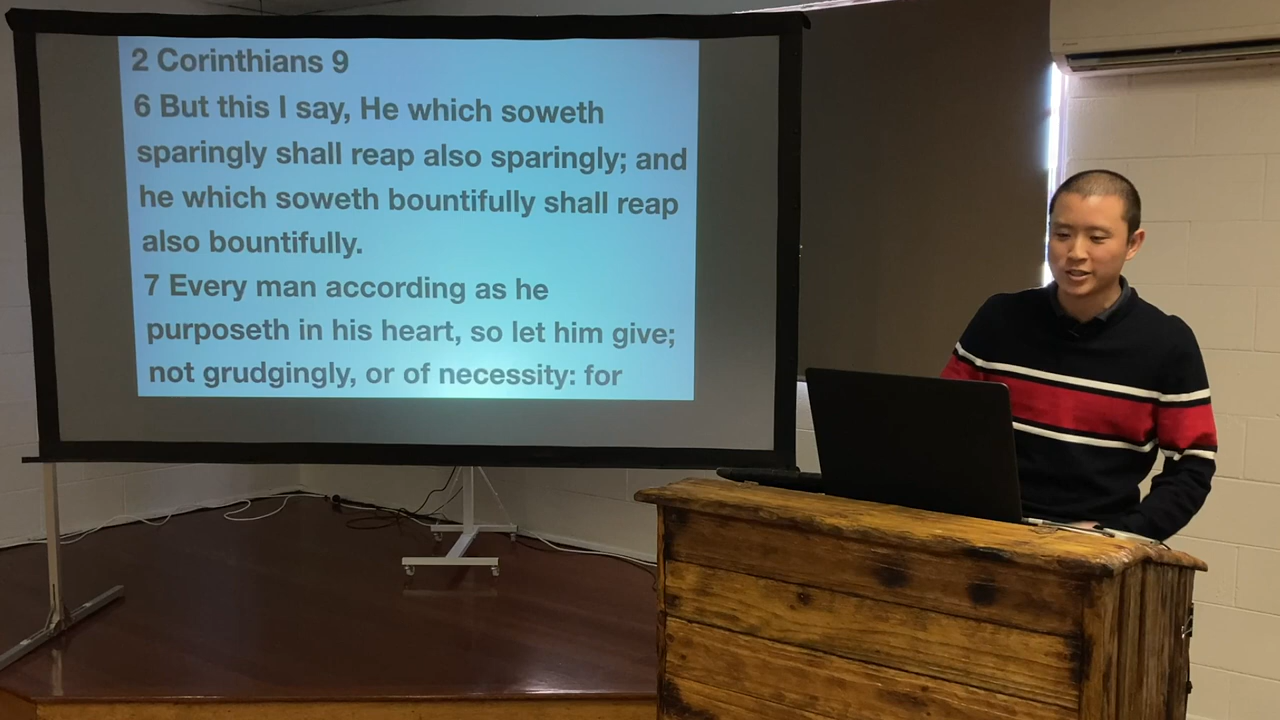 2 Corinthians 9
6 But this I say, He which soweth
sparingly shall reap also sparingly; and
he which soweth bountifully shall reap
also bountifully.
7 Every man according as he
purposeth in his heart, so let him give;
not grudgingly, or of necessity: for